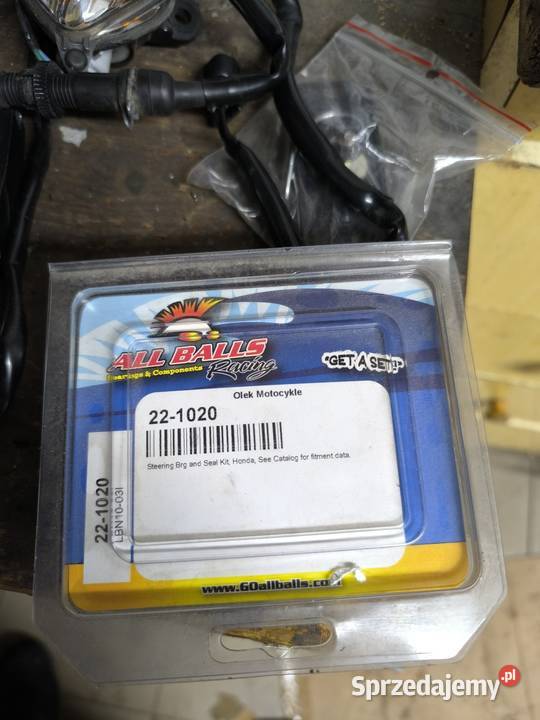 ALL BALLS
Bearings & Components Racing
"GET A SET!!"
Olek Motocykle
22-1020
Steering Brg and Seal Kit, Honda, See Catalog for fitment data.
22-1020
LBN10-03I
www.60allballs.com
Sprzedajemy.pl